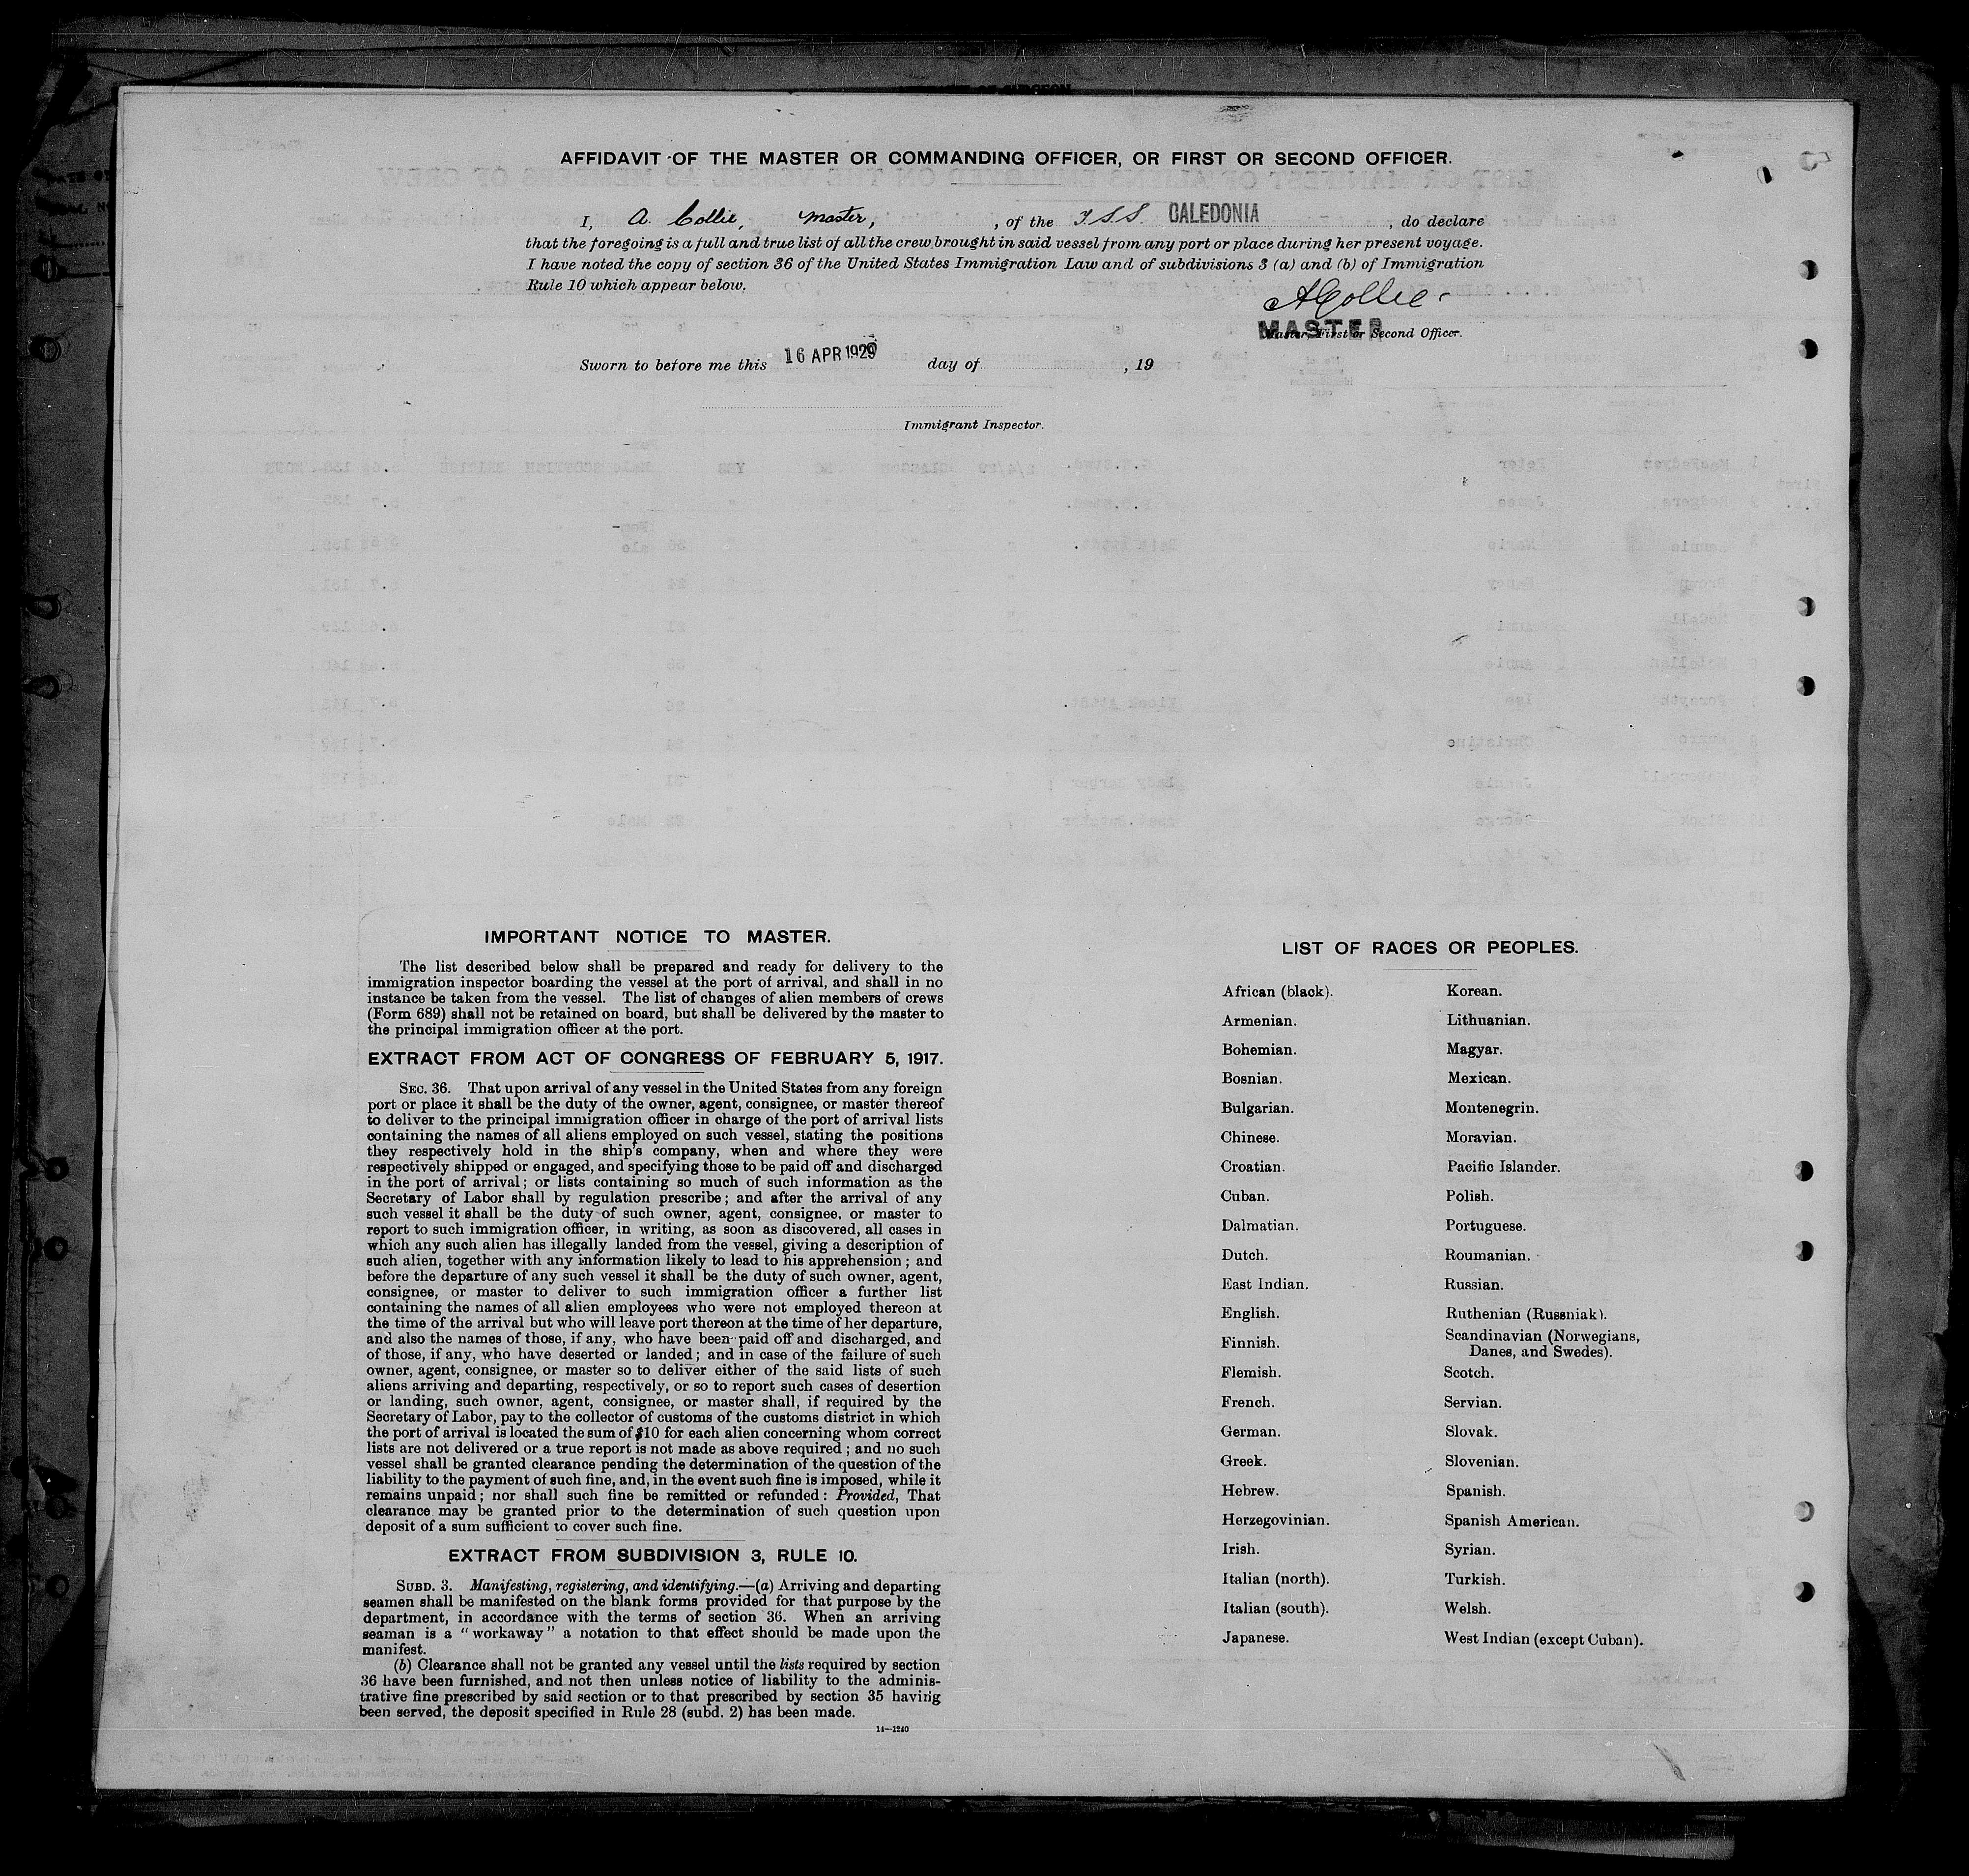 AFFIDAVIT OF THE MASTER OR COMMANDING OFFICER, OR FIRST OR SECOND OFFICER.
I, A. Collie, Master, , of the T.S.S. CALEDONIA , do declare
that the foregoing is a full and true list of all the crew brought in said vessel from any port or place during her present voyage.
I have noted the copy of section 36 of the United States Immigration Law and of subdivisions 3 (a) and (b) of Immigration
Rule 10 which appear below.
ACollie
MASTER
Master, First or Second Officer.
Sworn to before me this 16 APR 1929 day of , 19
Immigrant Inspector.
IMPORTANT NOTICE TO MASTER.
The list described below shall be prepared and ready for delivery to the
immigration inspector boarding the vessel at the port of arrival, and shall in no
instance be taken from the vessel. The list of changes of alien members of crews
(Form 689) shall not be retained on board, but shall be delivered by the master to
the principal immigration officer at the port.
EXTRACT FROM ACT OF CONGRESS OF FEBRUARY 5, 1917.
SEC. 36. That upon arrival of any vessel in the United States from any foreign
port or place it shall be the duty of the owner, agent, consignee, or master thereof
to deliver to the principal immigration officer in charge of the port of arrival lists
containing the names of all aliens employed on such vessel, stating the positions
they respectively hold in the ship's company, when and where they were
respectively shipped or engaged, and specifying those to be paid off and discharged
in the port of arrival; or lists containing so much of such information as the
Secretary of Labor shall by regulation prescribe; and after the arrival of any
such vessel it shall be the duty of such owner, agent, consignee, or master to
report to such immigration officer, in writing, as soon as discovered, all cases in
which any such alien has illegally landed from the vessel, giving a description of
such alien, together with any information likely to lead to his apprehension; and
before the departure of any such vessel it shall be the duty of such owner, agent,
consignee, or master to deliver to such immigration officer a further list
containing the names of all alien employees who were not employed thereon at
the time of the arrival but who will leave port thereon at the time of her departure,
and also the names of those, if any, who have been paid off and discharged, and
of those, if any, who have deserted or landed; and in case of the failure of such
owner, agent, consignee, or master so to deliver either of the said lists of such
aliens arriving and departing, respectively, or so to report such cases of desertion
or landing, such owner, agent, consignee, or master shall, if required by the
Secretary of Labor, pay to the collector of customs of the customs district in which
the port of arrival is located the sum of $10 for each alien concerning whom correct
lists are not delivered or a true report is not made as above required; and no such
vessel shall be granted clearance pending the determination of the question of the
liability to the payment of such fine, and, in the event such fine is imposed, while it
remains unpaid; nor shall such fine be remitted or refunded: Provided, That
clearance may be granted prior to the determination of such question upon
deposit of a sum sufficient to cover such fine.
EXTRACT FROM SUBDIVISION 3, RULE 10.
SUBD. 3. Manifesting, registering, and identifying.—(a) Arriving and departing
seamen shall be manifested on the blank forms provided for that purpose by the
department, in accordance with the terms of section 36. When an arriving
seaman is a "workaway" a notation to that effect should be made upon the
manifest.
(b) Clearance shall not be granted any vessel until the lists required by section
36 have been furnished, and not then unless notice of liability to the adminis-
trative fine prescribed by said section or to that prescribed by section 35 having
been served, the deposit specified in Rule 28 (subd. 2) has been made.
14—1240
LIST OF RACES OR PEOPLES.
African (black).
Armenian.
Bohemian.
Bosnian.
Bulgarian.
Chinese.
Croatian.
Cuban.
Dalmatian.
Dutch.
East Indian.
English.
Finnish.
Flemish.
French.
German.
Greek.
Hebrew.
Herzegovinian.
Irish.
Italian (north).
Italian (south).
Japanese.
Korean.
Lithuanian.
Magyar.
Mexican.
Montenegrin.
Moravian.
Pacific Islander.
Polish.
Portuguese.
Roumanian.
Russian.
Ruthenian (Russniak).
Scandinavian (Norwegians,
Danes, and Swedes).
Scotch.
Servian.
Slovak.
Slovenian.
Spanish.
Spanish American.
Syrian.
Turkish.
Welsh.
West Indian (except Cuban).